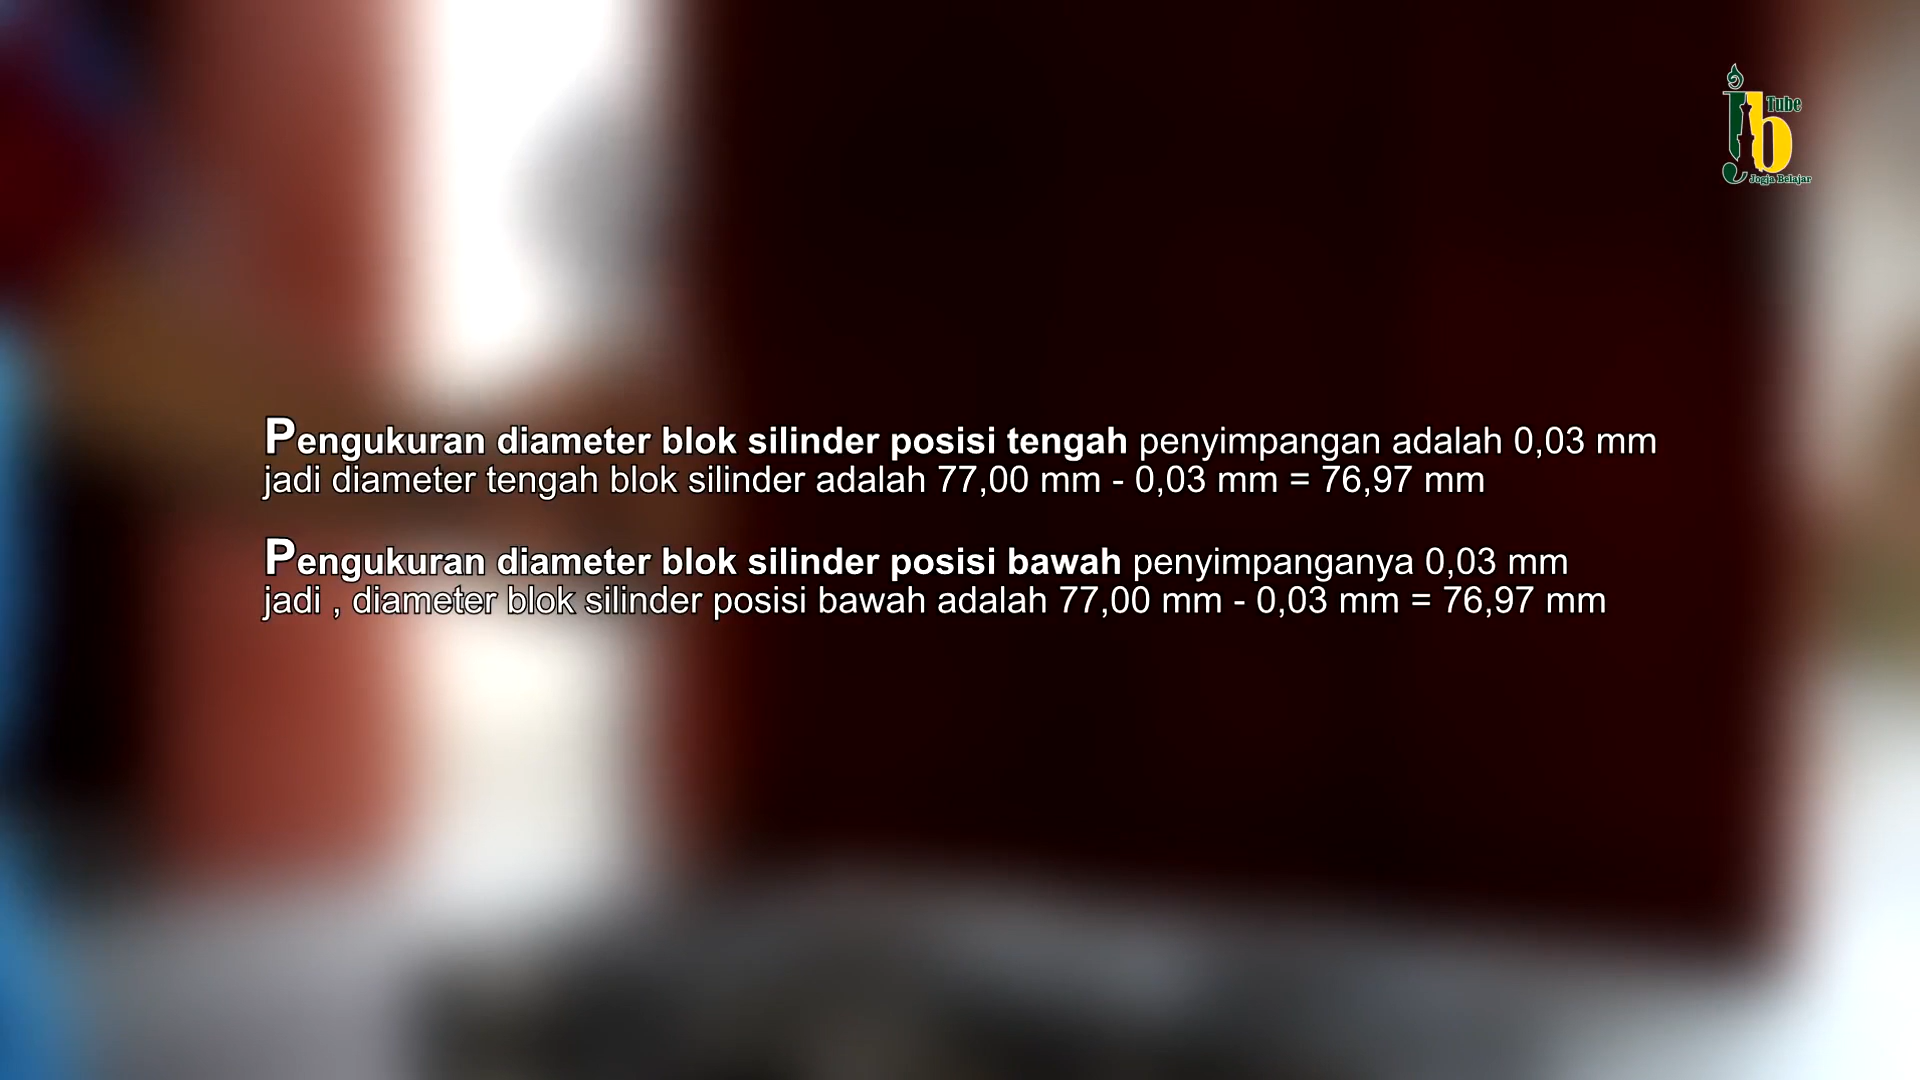 Tube
Jogja Belajar
Pengukuran diameter blok silinder posisi tengah penyimpangan adalah 0,03 mm
jadi diameter tengah blok silinder adalah 77,00 mm - 0,03 mm = 76,97 mm
Pengukuran diameter blok silinder posisi bawah penyimpanganya 0,03 mm
jadi , diameter blok silinder posisi bawah adalah 77,00 mm - 0,03 mm = 76,97 mm